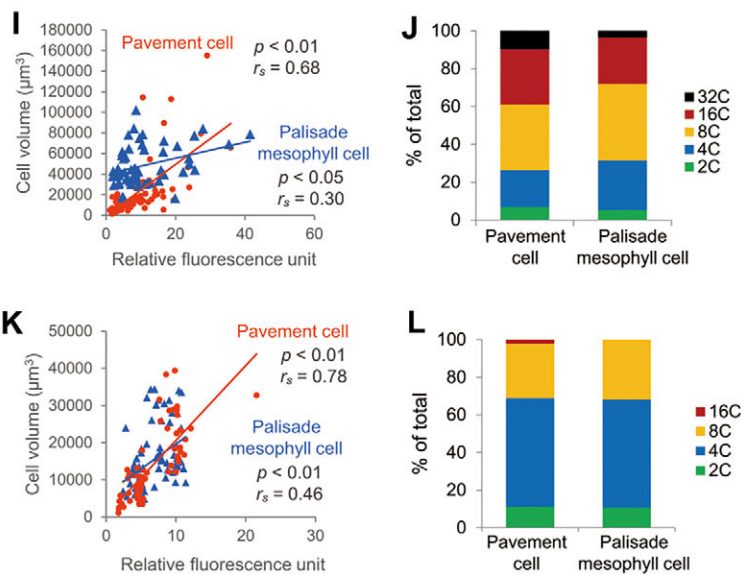 I
Cell volume (µm³)
180000
160000
140000
120000
100000
80000
60000
40000
20000
0
0
20
40
60
Relative fluorescence unit
Pavement cell
p < 0.01
rs = 0.68
Palisade
mesophyll cell
p < 0.05
rs = 0.30
J
% of total
100
80
60
40
20
0
Pavement
cell
Palisade
mesophyll cell
32C
16C
8C
4C
2C
K
Cell volume (µm³)
50000
40000
30000
20000
10000
0
0
10
20
30
Relative fluorescence unit
Pavement cell
p < 0.01
rs = 0.78
Palisade
mesophyll cell
p < 0.01
rs = 0.46
L
% of total
100
80
60
40
20
0
Pavement
cell
Palisade
mesophyll cell
16C
8C
4C
2C